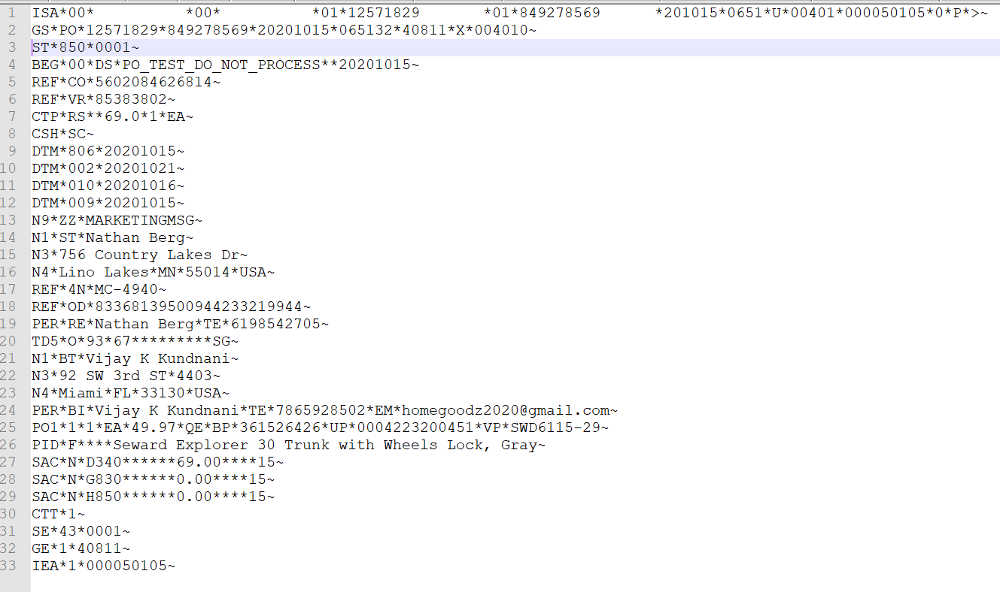 1 ISA*00*          *00*          *01*12571829       *01*849278569      *201015*0651*U*00401*000050105*0*P*>~
2 GS*PO*12571829*849278569*20201015*065132*40811*X*004010~
3 ST*850*0001~
4 BEG*00*DS*PO_TEST_DO_NOT_PROCESS**20201015~
5 REF*CO*5602084626814~
6 REF*VR*85383802~
7 CTP*RS**69.0*1*EA~
8 CSH*SC~
9 DTM*806*20201015~
10 DTM*002*20201021~
11 DTM*010*20201016~
12 DTM*009*20201015~
13 N9*ZZ*MARKETINGMSG~
14 N1*ST*Nathan Berg~
15 N3*756 Country Lakes Dr~
16 N4*Lino Lakes*MN*55014*USA~
17 REF*4N*MC-4940~
18 REF*OD*83368139500944233219944~
19 PER*RE*Nathan Berg*TE*6198542705~
20 TD5*O*93*67*********SG~
21 N1*BT*Vijay K Kundnani~
22 N3*92 SW 3rd ST*4403~
23 N4*Miami*FL*33130*USA~
24 PER*BI*Vijay K Kundnani*TE*7865928502*EM*homegoodz2020@gmail.com~
25 PO1*1*1*EA*49.97*QE*BP*361526426*UP*0004223200451*VP*SWD6115-29~
26 PID*F****Seward Explorer 30 Trunk with Wheels Lock, Gray~
27 SAC*N*D340******69.00****15~
28 SAC*N*G830******0.00****15~
29 SAC*N*H850******0.00****15~
30 CTT*1~
31 SE*43*0001~
32 GE*1*40811~
33 IEA*1*000050105~